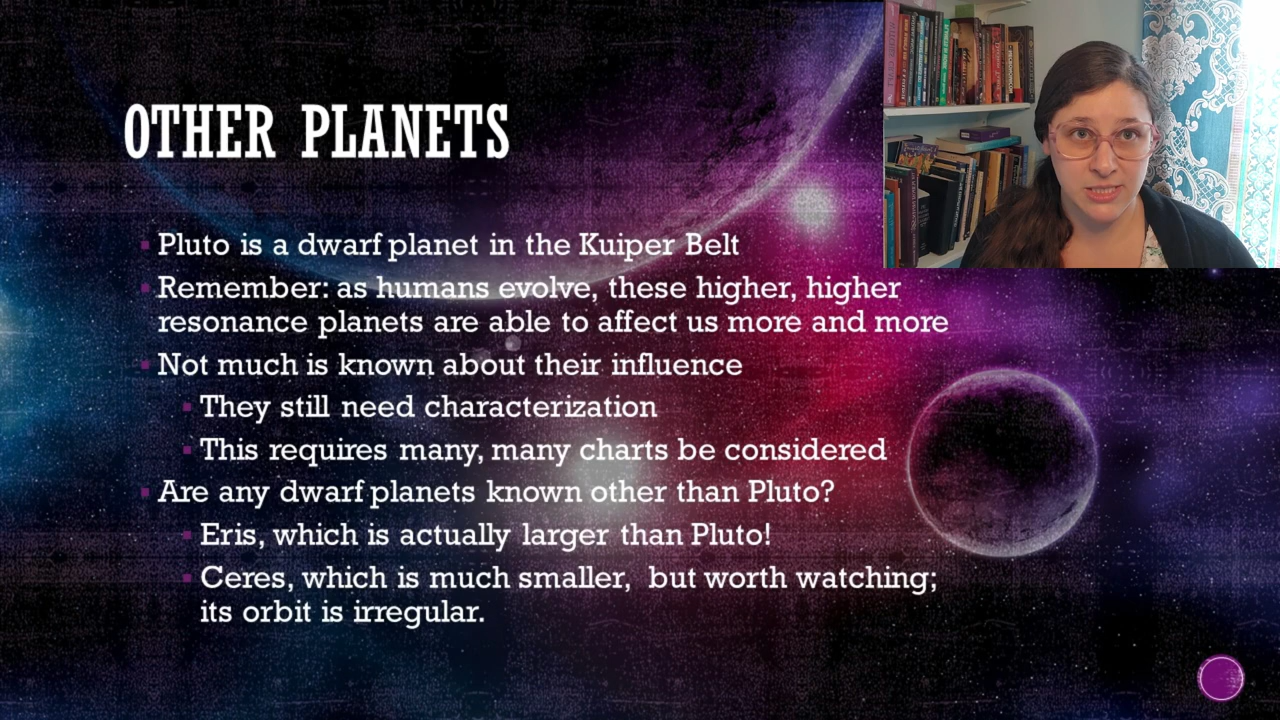 OTHER PLANETS
Pluto is a dwarf planet in the Kuiper Belt
Remember: as humans evolve, these higher, higher
resonance planets are able to affect us more and more
Not much is known about their influence
They still need characterization
This requires many, many charts be considered
Are any dwarf planets known other than Pluto?
Eris, which is actually larger than Pluto!
Ceres, which is much smaller, but worth watching;
its orbit is irregular.